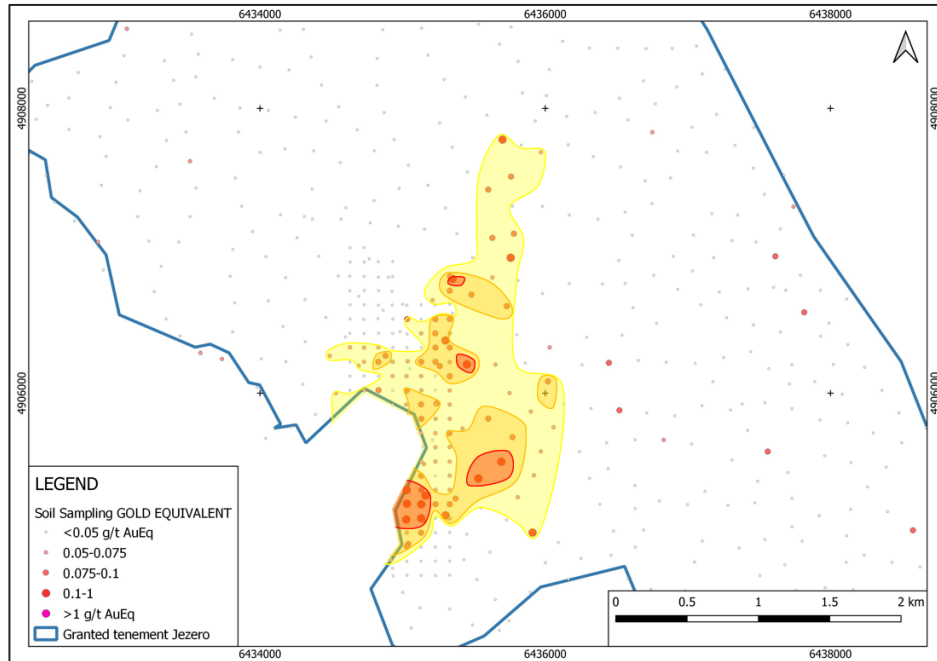 6434000 6436000 6438000
4908000 4908000
4906000 4906000
LEGEND
Soil Sampling GOLD EQUIVALENT
<0.05 g/t AuEq
0.05-0.075
0.075-0.1
0.1-1
>1 g/t AuEq
Granted tenement Jezero
0 0.5 1 1.5 2 km
6434000 6436000 6438000